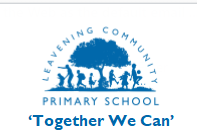 LEAVENING COMMUNITY
PRIMARY SCHOOL
‘Together We Can’